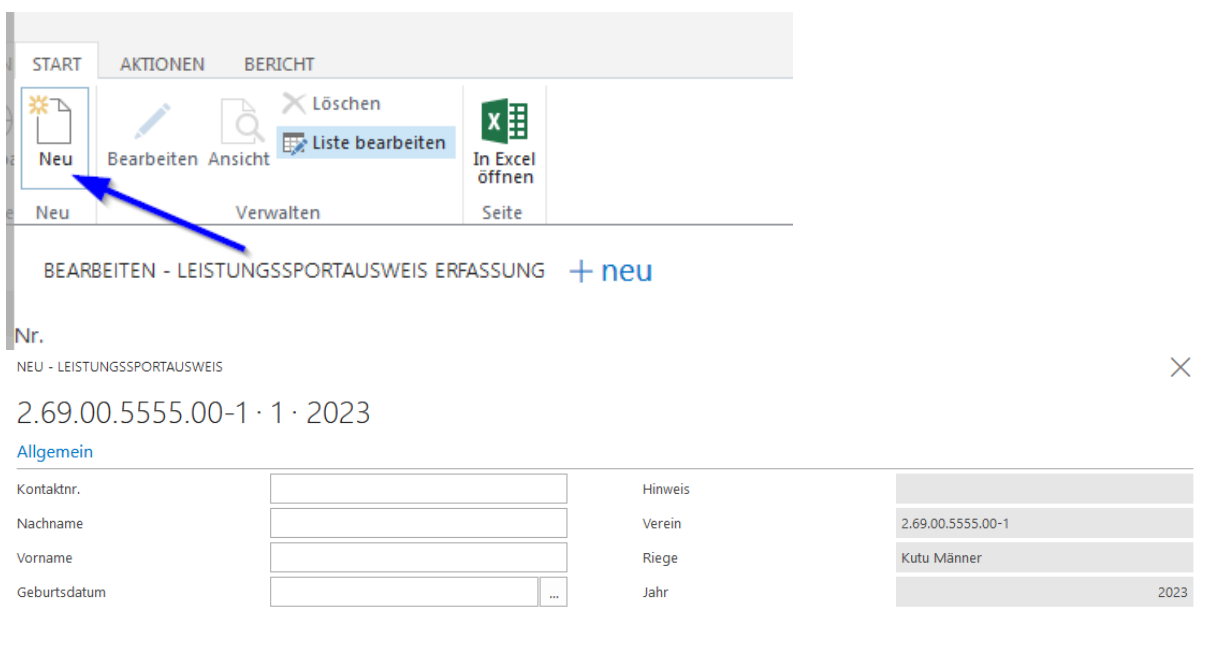 START AKTIONEN BERICHT
Neu
Bearbeiten
Ansicht
Löschen
Liste bearbeiten
In Excel
öffnen
Neu Verwalten Seite
BEARBEITEN - LEISTUNGSSPORTAUSWEIS ERFASSUNG + neu
Nr.
NEU - LEISTUNGSSPORTAUSWEIS
2.69.00.5555.00-1 · 1 · 2023
Allgemein
Kontaktnr.
Nachname
Vorname
Geburtsdatum ...
Hinweis
Verein 2.69.00.5555.00-1
Riege Kutu Männer
Jahr 2023